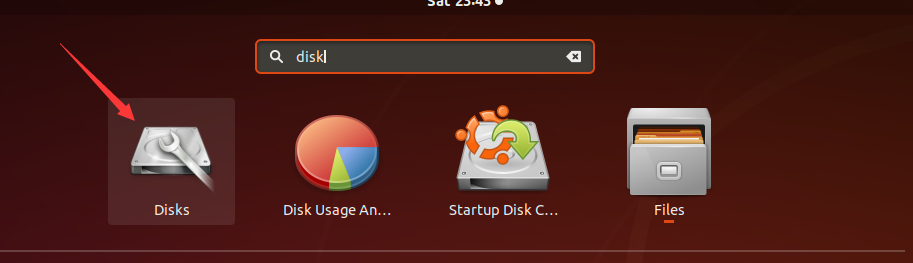 Sat 23:43
disk
Disks
Disk Usage An...
Startup Disk C...
Files